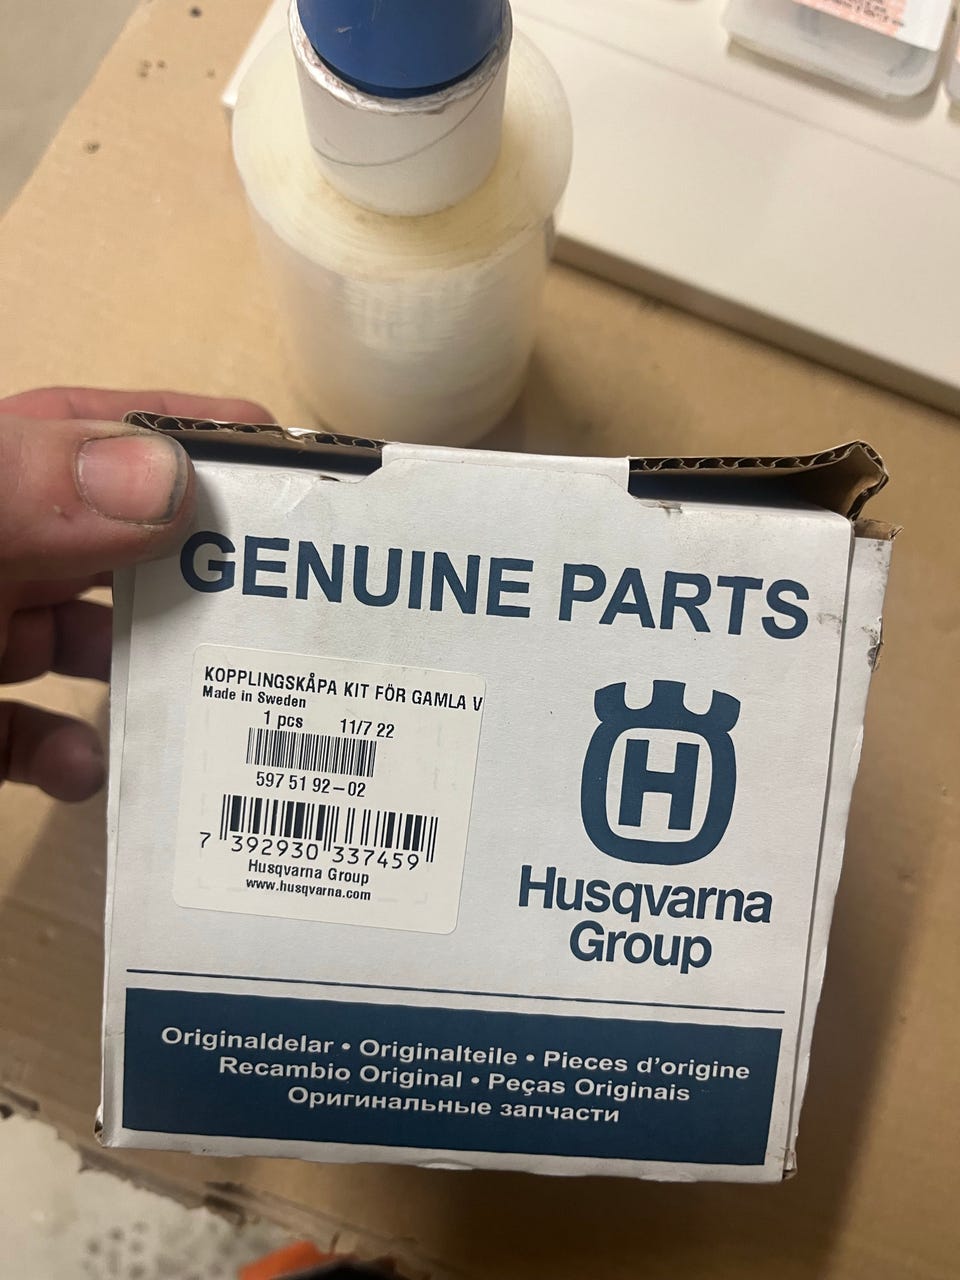 GENUINE PARTS
KOPPLINGSKÅPA KIT FÖR GAMLA V
Made in Sweden
1 pcs 11/7 22
597 51 92-02
7 392930 337459
Husqvarna Group
www.husqvarna.com
H
Husqvarna
Group
Originaldelar • Originalteile • Pieces d'origine
Recambio Original • Peças Originais
Оригинальные запчасти